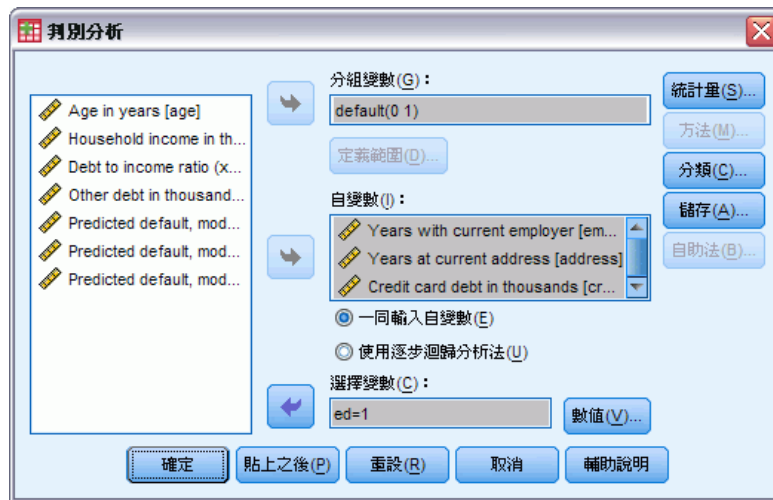 判別分析
Age in years [age]
Household income in th...
Debt to income ratio (x...
Other debt in thousand...
Predicted default, mod...
Predicted default, mod...
Predicted default, mod...
分組變數(G)：
default(0 1)
定義範圍(D)...
自變數(I)：
Years with current employer [em...
Years at current address [address]
Credit card debt in thousands [cr...
一同輸入自變數(E)
使用逐步迴歸分析法(U)
選擇變數(C)：
ed=1
數值(V)...
統計量(S)...
方法(M)...
分類(C)...
儲存(A)...
自助法(B)...
確定
貼上之後(P)
重設(R)
取消
輔助說明